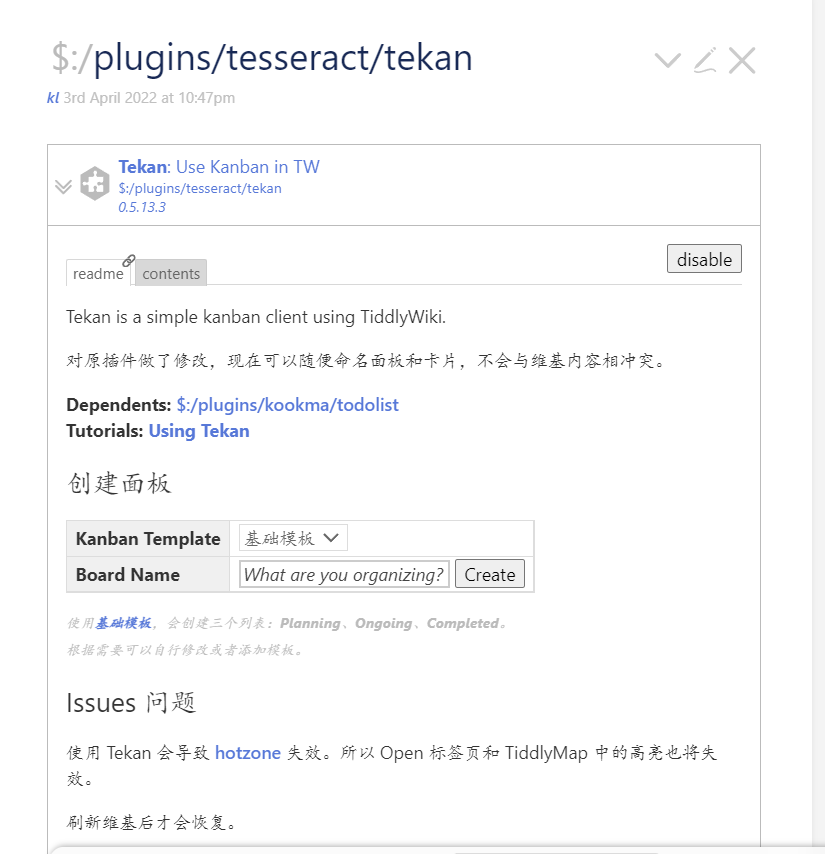 $:/plugins/tesseract/tekan
kl 3rd April 2022 at 10:47pm
Tekan: Use Kanban in TW
$:/plugins/tesseract/tekan
0.5.13.3
disable
readme contents
Tekan is a simple kanban client using TiddlyWiki.
对原插件做了修改，现在可以随便命名面板和卡片，不会与维基内容相冲突。
Dependents: $:/plugins/kookma/todolist
Tutorials: Using Tekan
创建面板
Kanban Template 基础模板
Board Name What are you organizing? Create
使用基础模板，会创建三个列表：Planning、Ongoing、Completed。
根据需要可以自行修改或者添加模板。
Issues 问题
使用 Tekan 会导致 hotzone 失效。所以 Open 标签页和 TiddlyMap 中的高亮也将失
效。
刷新维基后才会恢复。